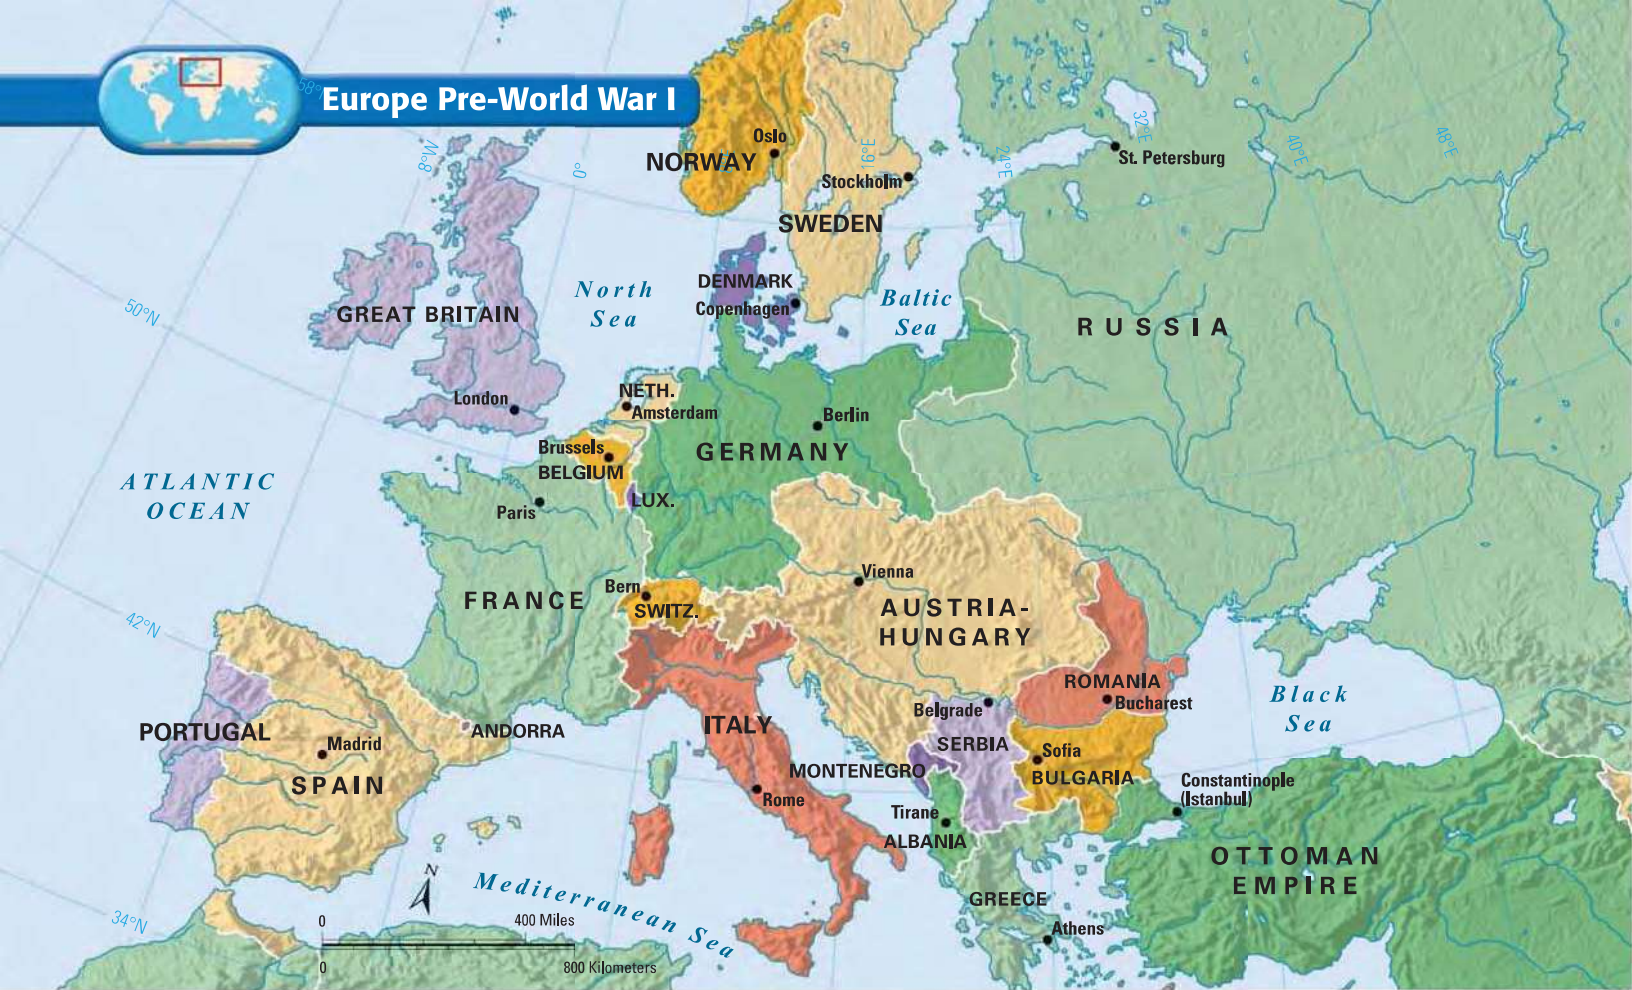 Europe Pre-World War I
58°N
8°W
0°
16°E
24°E
32°E
40°E
48°E
50°N
42°N
34°N
NORWAY
Oslo
SWEDEN
Stockholm
St. Petersburg
RUSSIA
DENMARK
Copenhagen
North
Sea
Baltic
Sea
GREAT BRITAIN
London
NETH.
Amsterdam
Berlin
GERMANY
Brussels
BELGIUM
LUX.
Paris
ATLANTIC
OCEAN
FRANCE
Bern
SWITZ.
Vienna
AUSTRIA-
HUNGARY
ROMANIA
Bucharest
Black
Sea
PORTUGAL
Madrid
SPAIN
ANDORRA
ITALY
Rome
MONTENEGRO
Belgrade
SERBIA
Sofia
BULGARIA
Constantinople
(Istanbul)
Tirane
ALBANIA
OTTOMAN
EMPIRE
GREECE
Athens
Mediterranean Sea
N
0
400 Miles
0
800 Kilometers